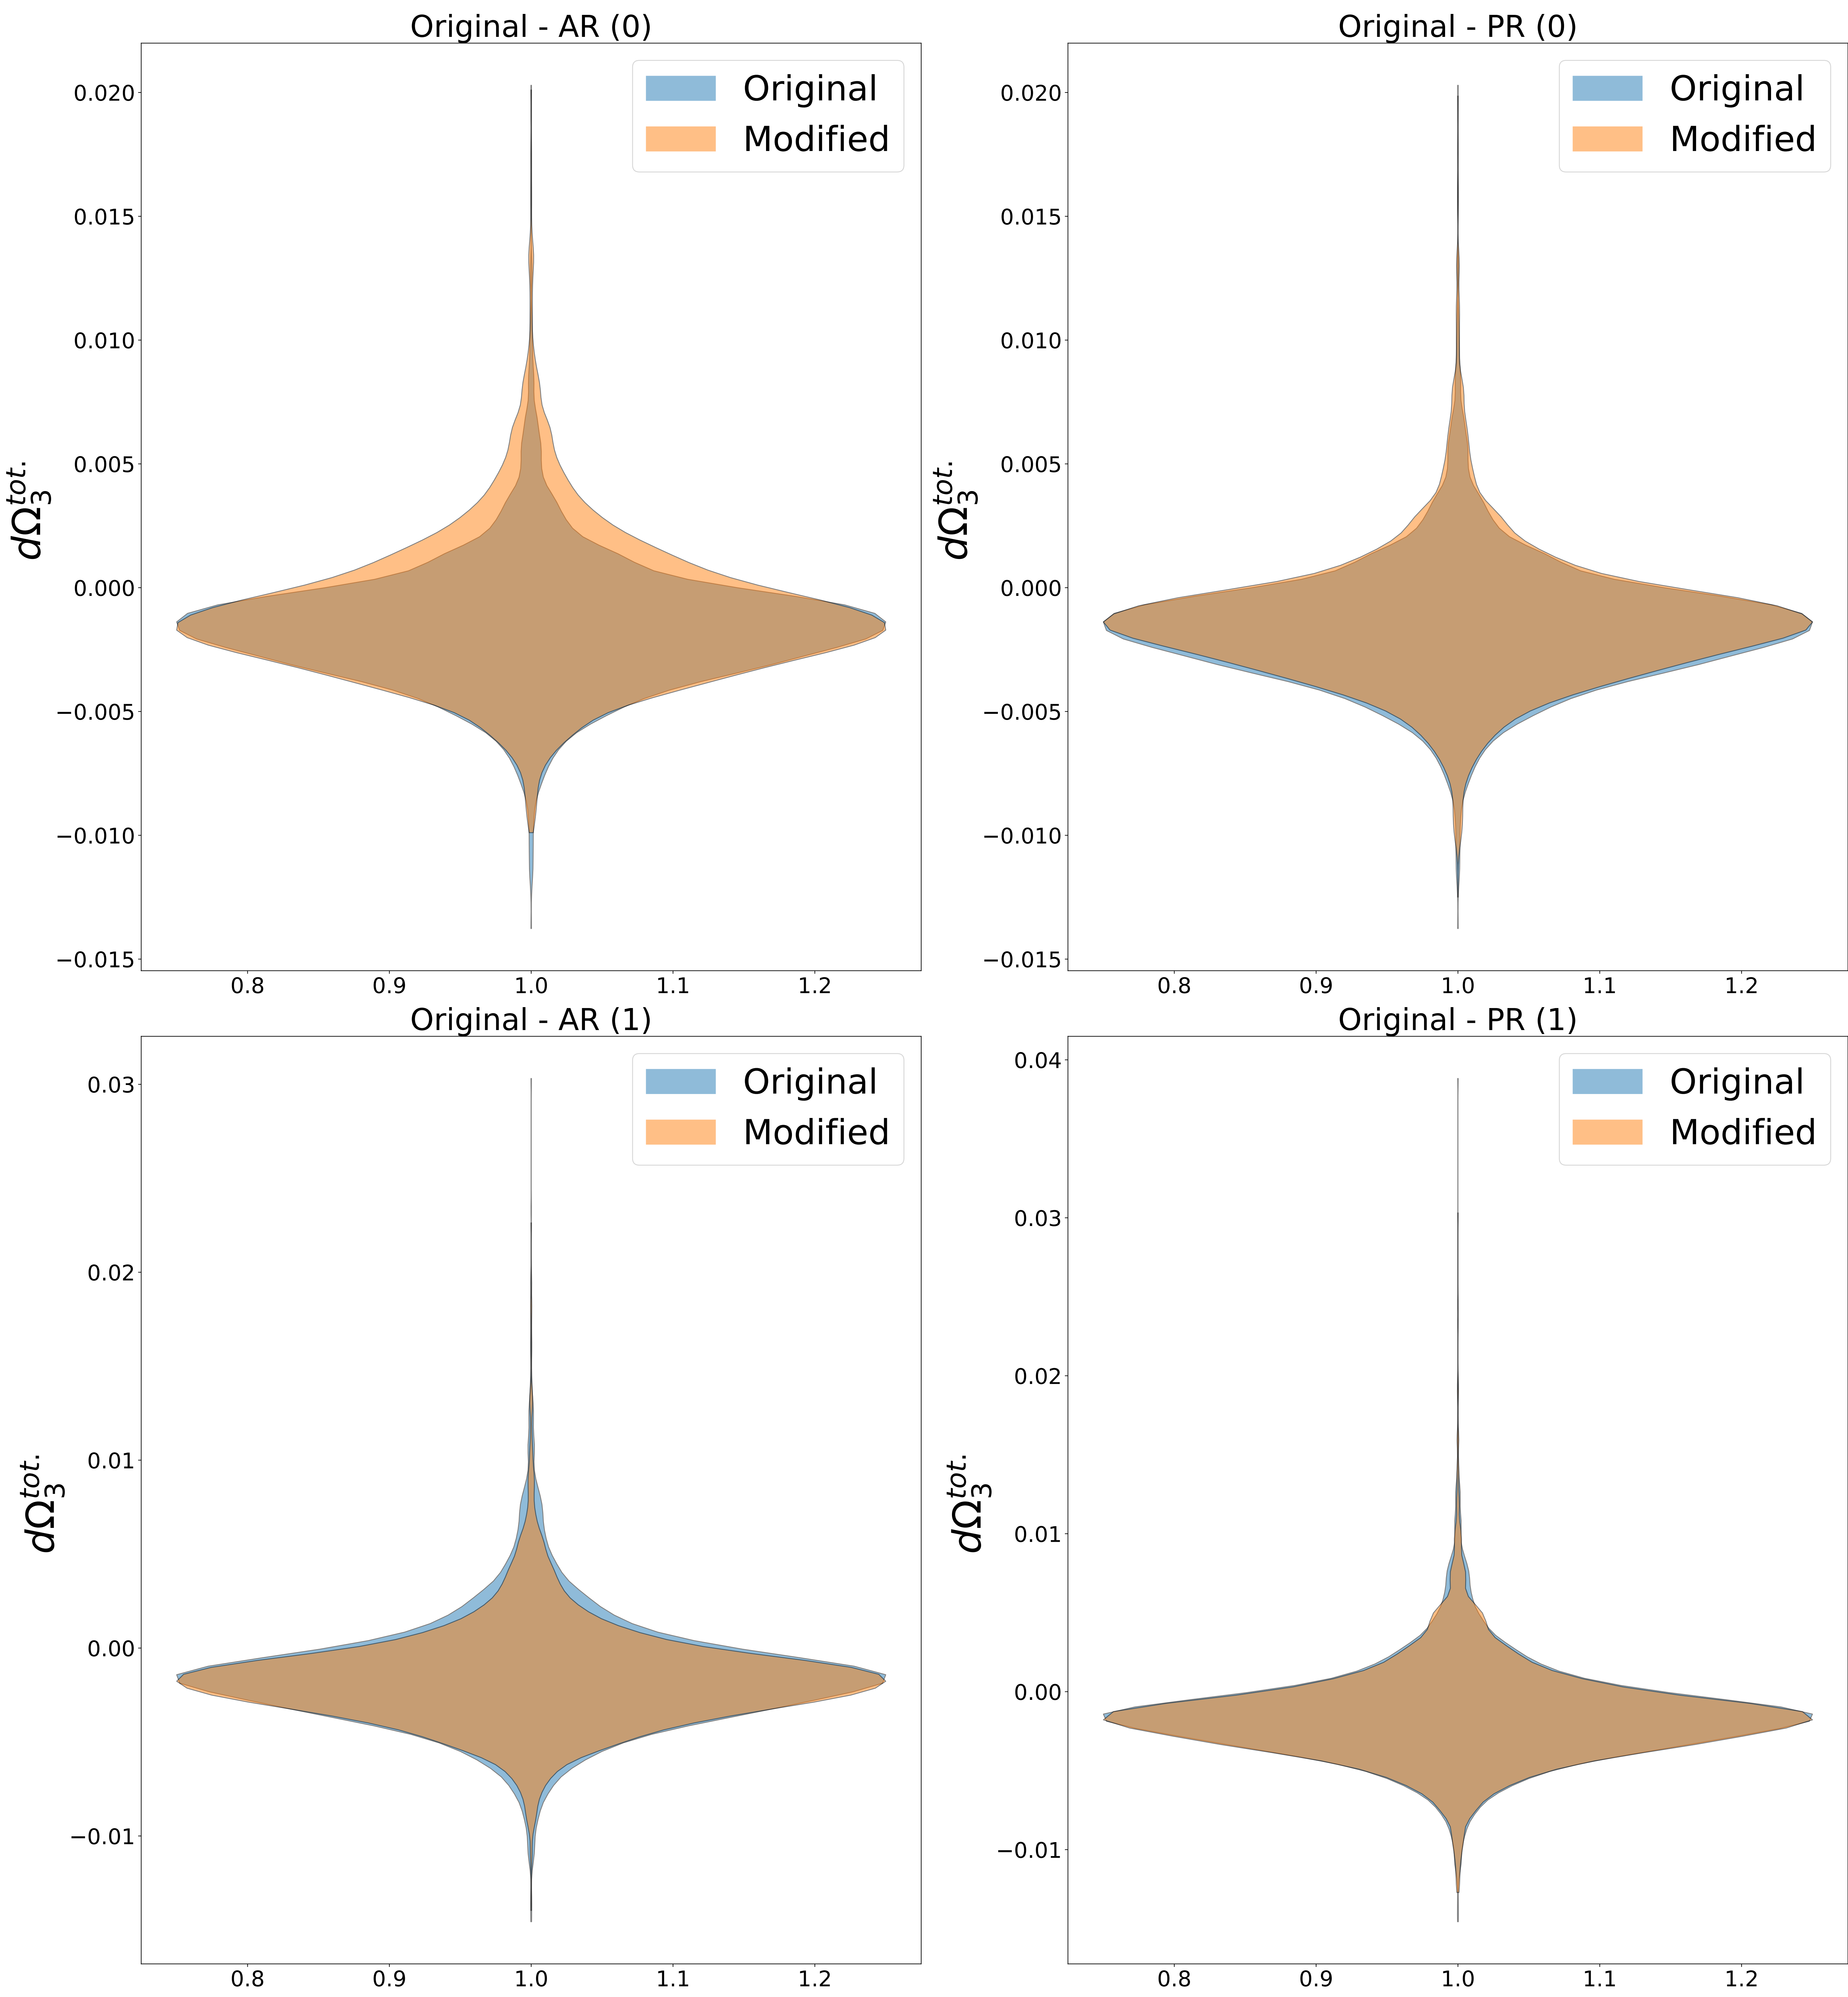 Original - AR (0)
Original
Modified
0.020
0.015
0.010
0.005
0.000
−0.005
−0.010
−0.015
dΩ₃ᵗᵒᵗ·
0.8 0.9 1.0 1.1 1.2
Original - PR (0)
Original
Modified
0.020
0.015
0.010
0.005
0.000
−0.005
−0.010
−0.015
dΩ₃ᵗᵒᵗ·
0.8 0.9 1.0 1.1 1.2
Original - AR (1)
Original
Modified
0.03
0.02
0.01
0.00
−0.01
dΩ₃ᵗᵒᵗ·
0.8 0.9 1.0 1.1 1.2
Original - PR (1)
Original
Modified
0.04
0.03
0.02
0.01
0.00
−0.01
dΩ₃ᵗᵒᵗ·
0.8 0.9 1.0 1.1 1.2